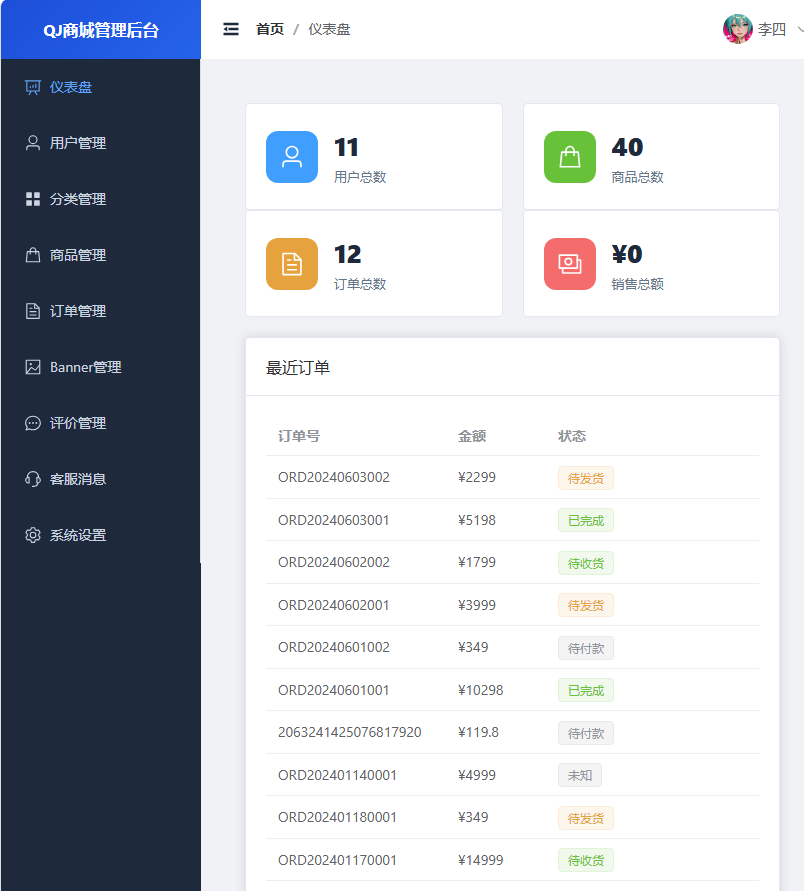 QJ商城管理后台
首页 / 仪表盘
李四
仪表盘
用户管理
分类管理
商品管理
订单管理
Banner管理
评价管理
客服消息
系统设置
11
用户总数
40
商品总数
12
订单总数
¥0
销售总额
最近订单
订单号 金额 状态
ORD20240603002 ¥2299 待发货
ORD20240603001 ¥5198 已完成
ORD20240602002 ¥1799 待收货
ORD20240602001 ¥3999 待发货
ORD20240601002 ¥349 待付款
ORD20240601001 ¥10298 已完成
2063241425076817920 ¥119.8 待付款
ORD202401140001 ¥4999 未知
ORD202401180001 ¥349 待发货
ORD202401170001 ¥14999 待收货